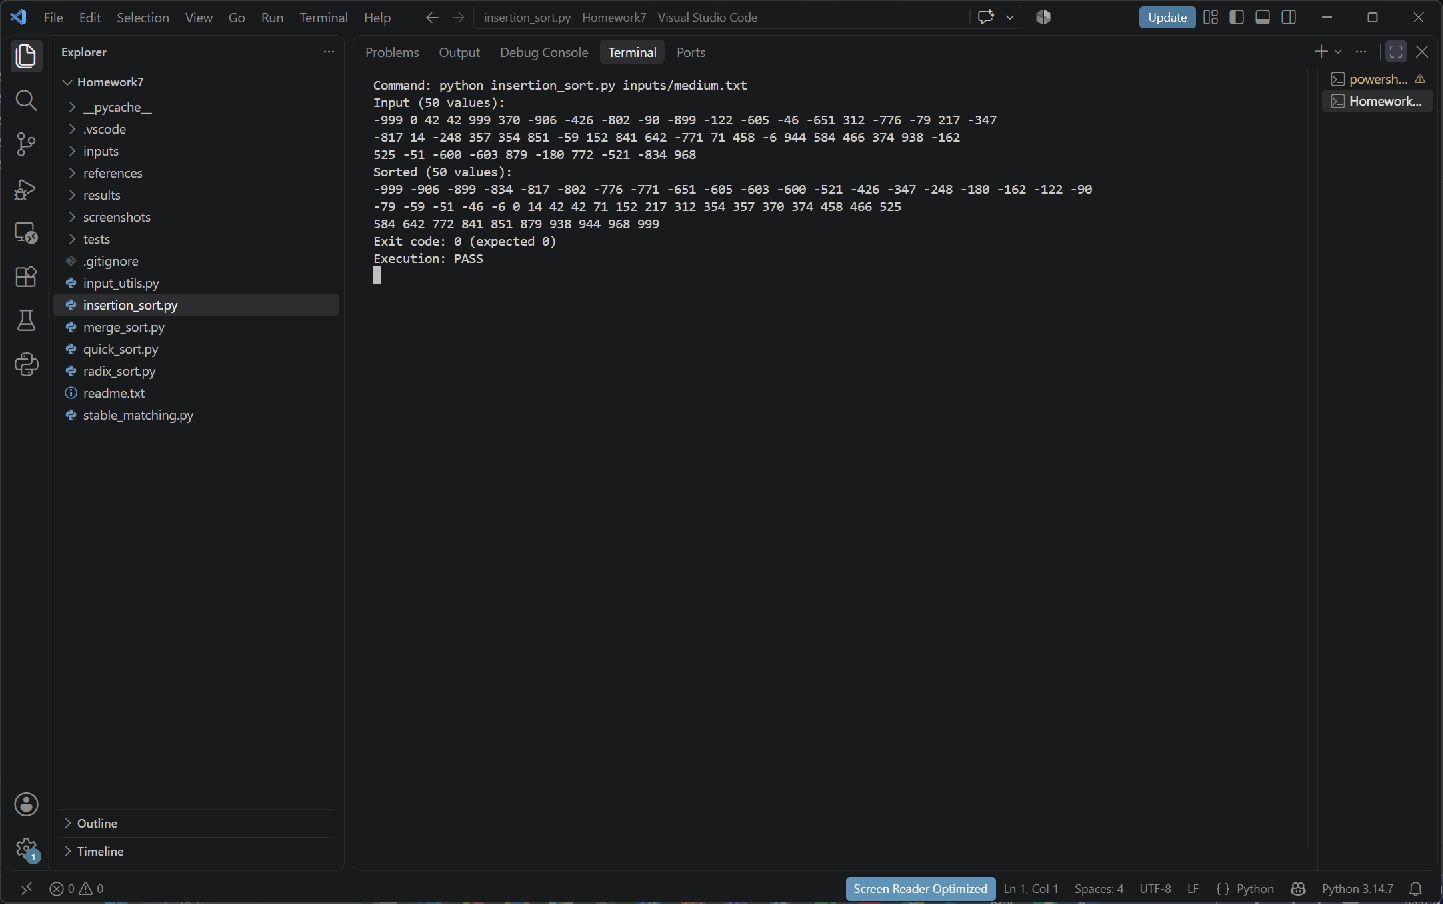 File Edit Selection View Go Run Terminal Help
insertion_sort.py Homework7 Visual Studio Code
Update
Explorer
Homework7
__pycache__
.vscode
inputs
references
results
screenshots
tests
.gitignore
input_utils.py
insertion_sort.py
merge_sort.py
quick_sort.py
radix_sort.py
readme.txt
stable_matching.py
Outline
Timeline
Problems Output Debug Console Terminal Ports
Command: python insertion_sort.py inputs/medium.txt
Input (50 values):
-999 0 42 42 999 370 -906 -426 -802 -90 -899 -122 -605 -46 -651 312 -776 -79 217 -347
-817 14 -248 357 354 851 -59 152 841 642 -771 71 458 -6 944 584 466 374 938 -162
525 -51 -600 -603 879 -180 772 -521 -834 968
Sorted (50 values):
-999 -906 -899 -834 -817 -802 -776 -771 -651 -605 -603 -600 -521 -426 -347 -248 -180 -162 -122 -90
-79 -59 -51 -46 -6 0 14 42 42 71 152 217 312 354 357 370 374 458 466 525
584 642 772 841 851 879 938 944 968 999
Exit code: 0 (expected 0)
Execution: PASS
powersh...
Homework...
1
0 0
Screen Reader Optimized Ln 1, Col 1 Spaces: 4 UTF-8 LF {} Python Python 3.14.7